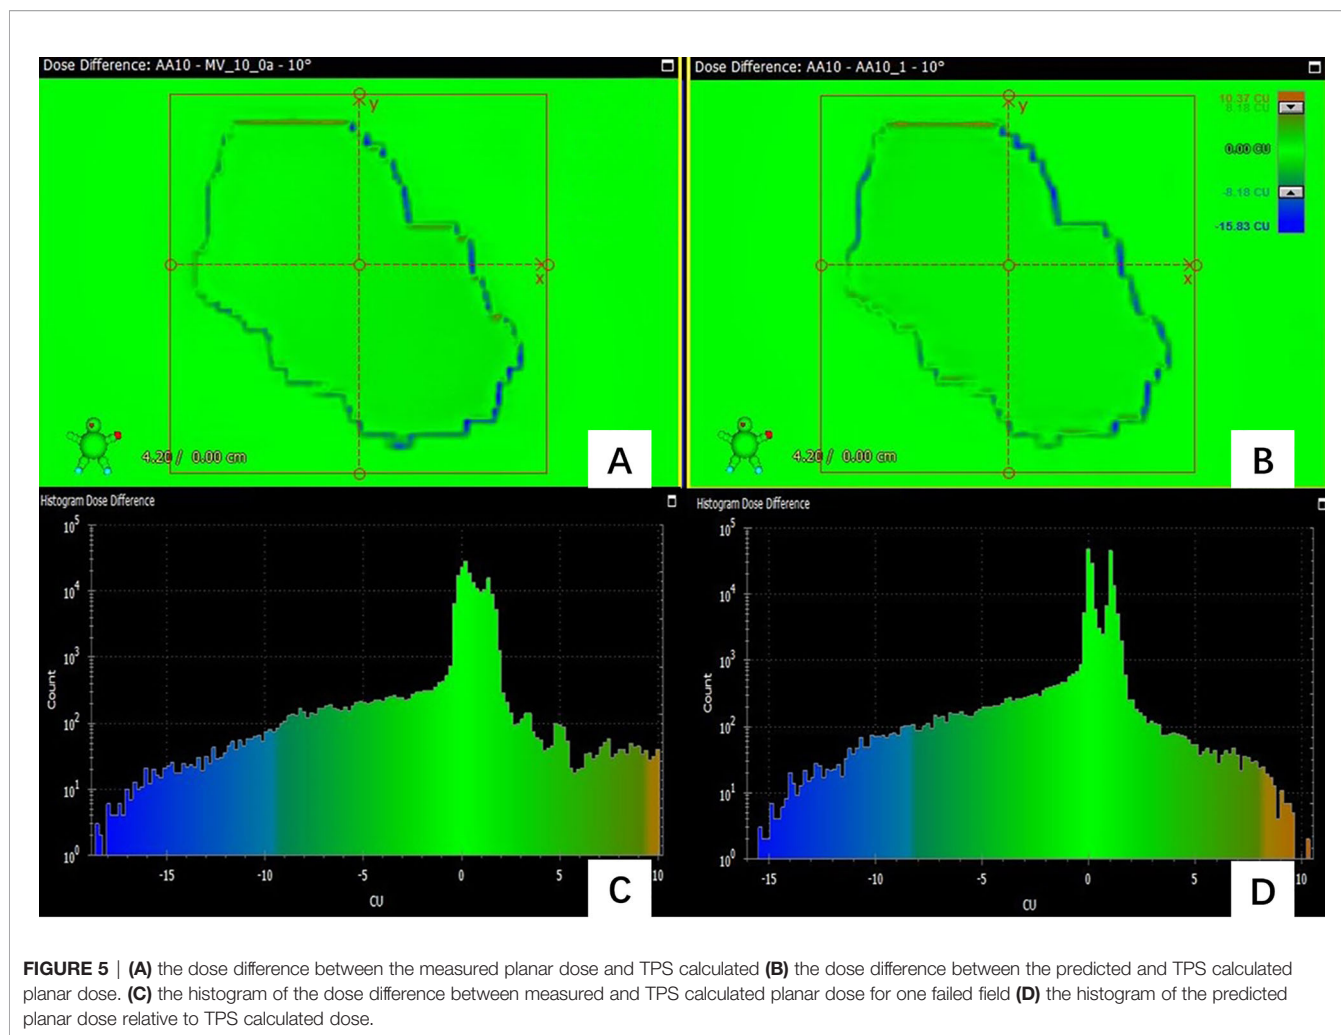 Dose Difference: AA10 - MV_10_0a - 10°
Dose Difference: AA10 - AA10_1 - 10°
y
x
4.20 / 0.00 cm
A
y
x
10.37 CU
8.18 CU
0.00 CU
-8.18 CU
-15.83 CU
4.20 / 0.00 cm
B
Histogram Dose Difference
10^5
10^4
10^3
10^2
10^1
10^0
Count
-15 -10 -5 0 5 10
CU
C
Histogram Dose Difference
10^5
10^4
10^3
10^2
10^1
10^0
Count
-15 -10 -5 0 5 10
CU
D
FIGURE 5 | (A) the dose difference between the measured planar dose and TPS calculated (B) the dose difference between the predicted and TPS calculated
planar dose. (C) the histogram of the dose difference between measured and TPS calculated planar dose for one failed field (D) the histogram of the predicted
planar dose relative to TPS calculated dose.